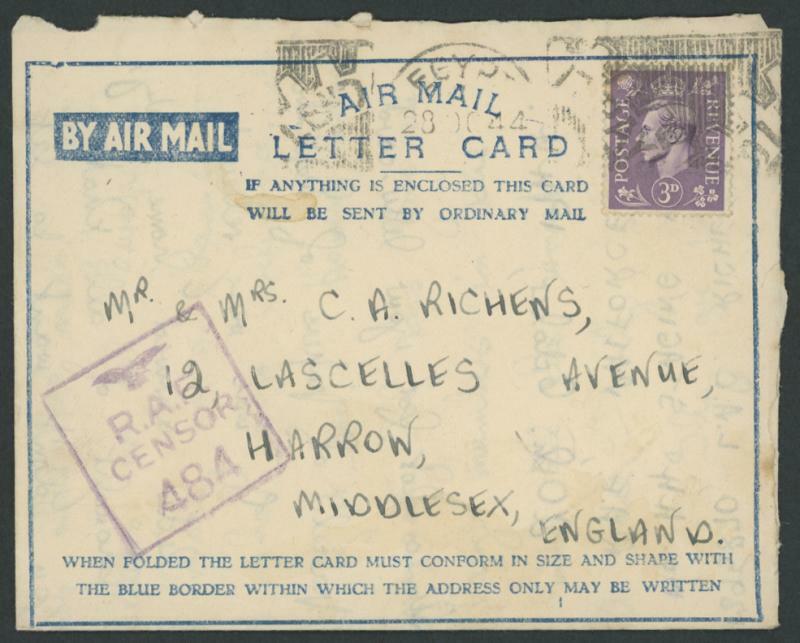 AIR MAIL
28 OC 44
BY AIR MAIL
LETTER CARD
IF ANYTHING IS ENCLOSED THIS CARD
WILL BE SENT BY ORDINARY MAIL
POSTAGE REVENUE
3D
MR. & MRS. C. A. RICHENS,
12, LASCELLES AVENUE,
HARROW,
MIDDLESEX,
ENGLAND.
R.A.F
CENSOR
484
WHEN FOLDED THE LETTER CARD MUST CONFORM IN SIZE AND SHAPE WITH
THE BLUE BORDER WITHIN WHICH THE ADDRESS ONLY MAY BE WRITTEN